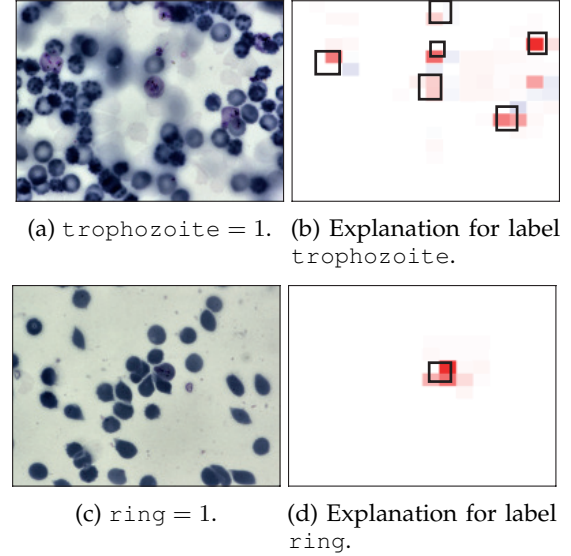 (a) trophozoite = 1.
(b) Explanation for label
trophozoite.
(c) ring = 1.
(d) Explanation for label
ring.